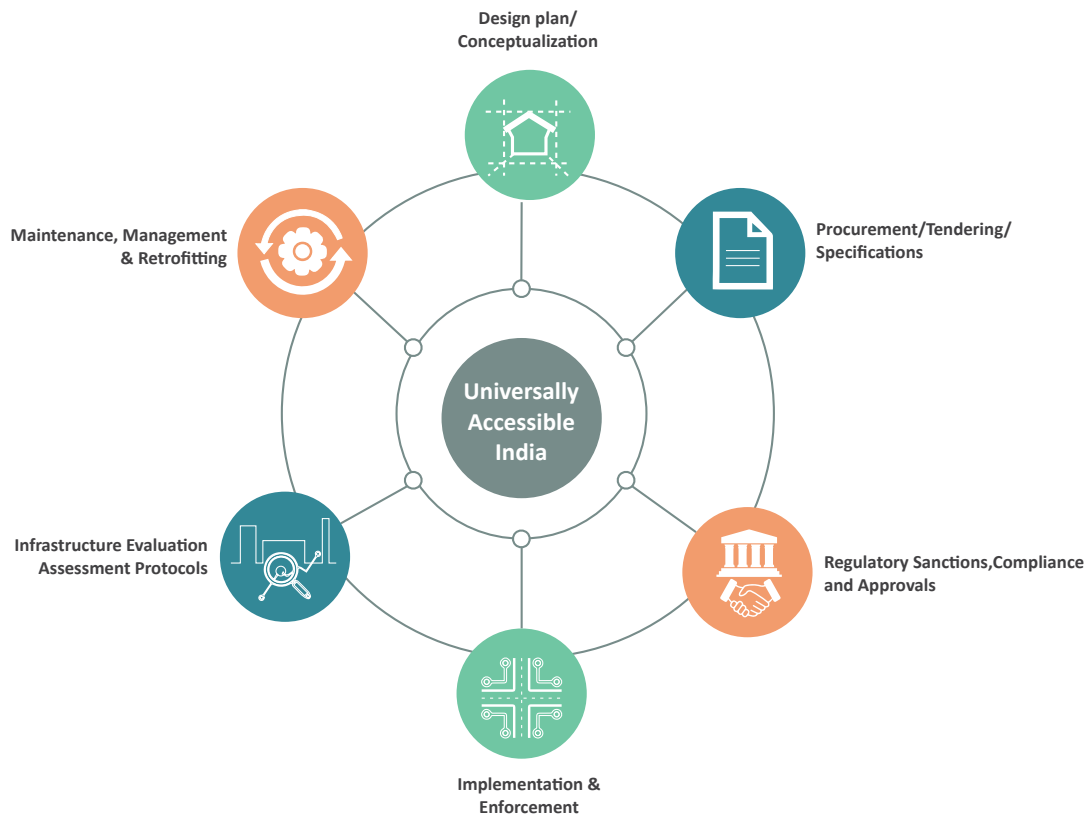 Design plan/
Conceptualization
Procurement/Tendering/
Specifications
Maintenance, Management
& Retrofitting
Universally
Accessible
India
Infrastructure Evaluation
Assessment Protocols
Regulatory Sanctions,Compliance
and Approvals
Implementation &
Enforcement